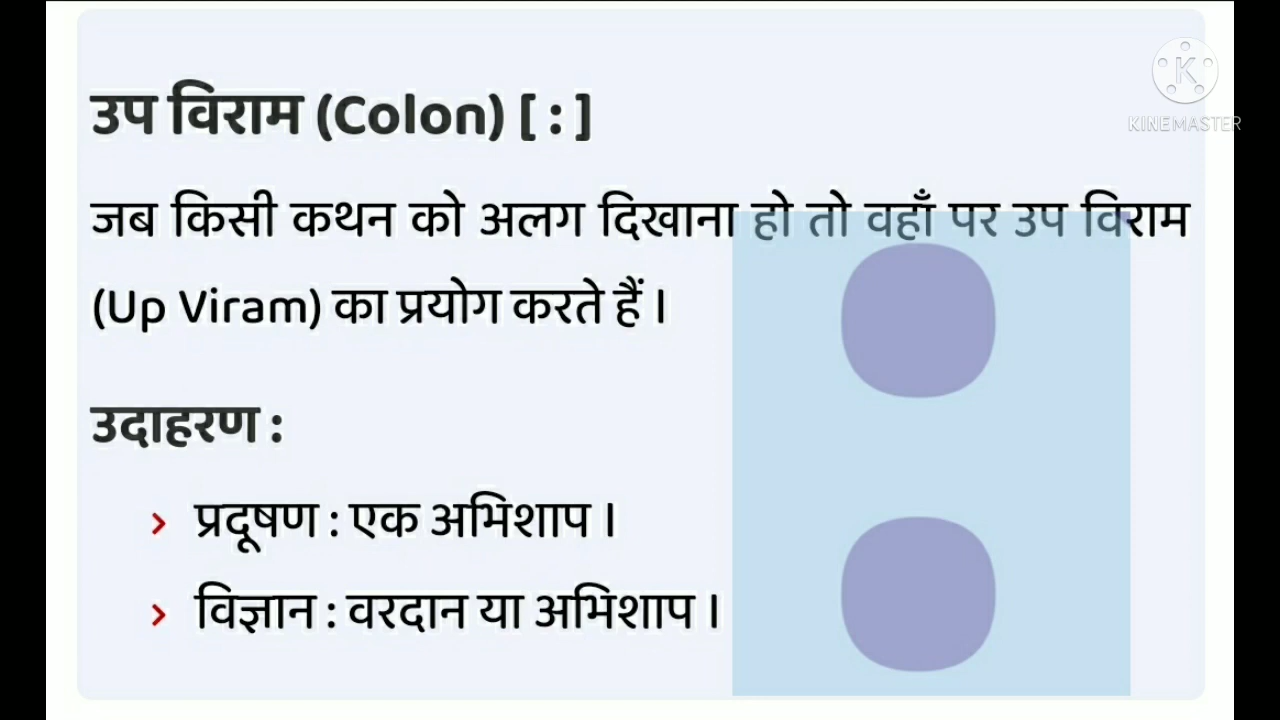 उप विराम (Colon) [ : ]
KINEMASTER
जब किसी कथन को अलग दिखाना हो तो वहाँ पर उप विराम
(Up Viram) का प्रयोग करते हैं ।
उदाहरण :
› प्रदूषण : एक अभिशाप ।
› विज्ञान : वरदान या अभिशाप ।